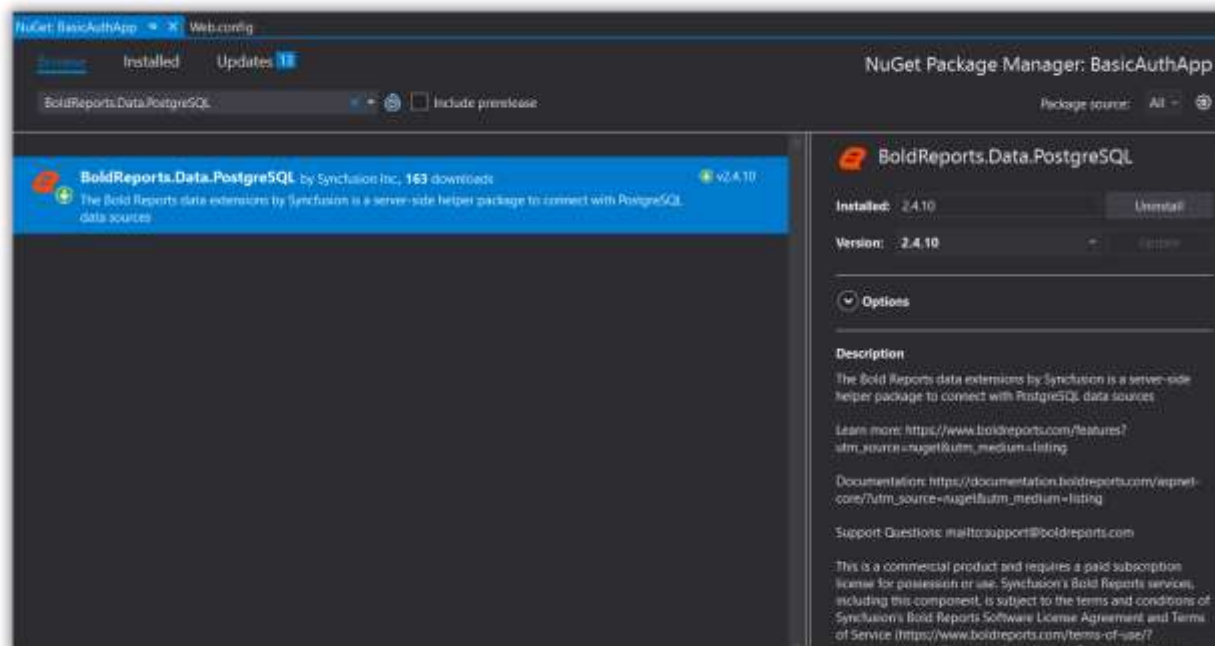 NuGet: BasicAuthApp
Web.config
Browse
Installed
Updates 13
NuGet Package Manager: BasicAuthApp
BoldReports.Data.PostgreSQL
Include prerelease
Package source: All
BoldReports.Data.PostgreSQL by Syncfusion Inc, 163 downloads
v2.4.10
The Bold Reports data extensions by Syncfusion is a server-side helper package to connect with PostgreSQL
data sources
BoldReports.Data.PostgreSQL
Installed: 2.4.10
Uninstall
Version: 2.4.10
Update
Options
Description
The Bold Reports data extensions by Syncfusion is a server-side
helper package to connect with PostgreSQL data sources
Learn more: https://www.boldreports.com/features?
utm_source=nuget&utm_medium=listing
Documentation: https://documentation.boldreports.com/aspnet-
core/?utm_source=nuget&utm_medium=listing
Support Questions: mailto:support@boldreports.com
This is a commercial product and requires a paid subscription
license for possession or use. Syncfusion's Bold Reports services,
including this component, is subject to the terms and conditions of
Syncfusion's Bold Reports Software License Agreement and Terms
of Service (https://www.boldreports.com/terms-of-use/?